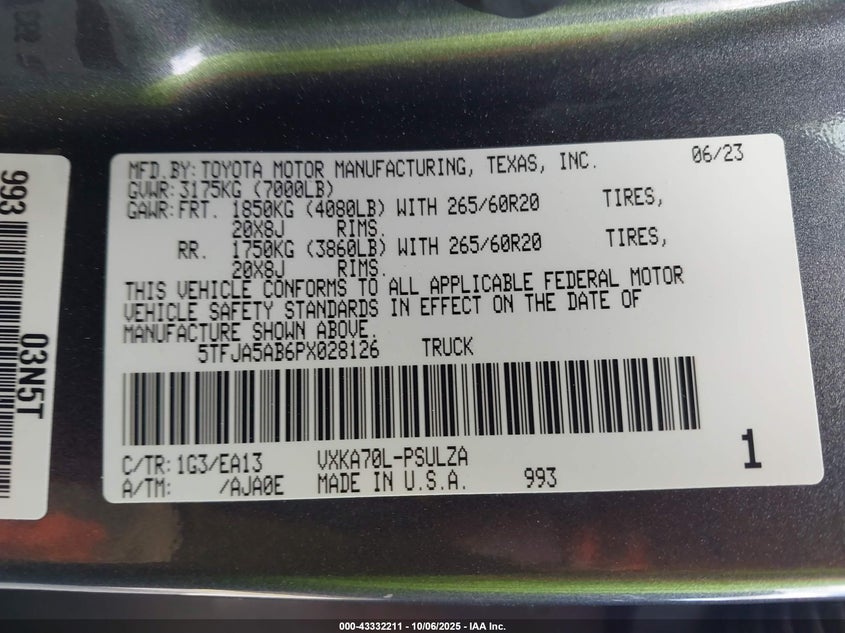 MFD.BY: TOYOTA MOTOR MANUFACTURING, TEXAS, INC. 06/23
GVWR: 3175KG (7000LB)
GAWR: FRT. 1850KG (4080LB) WITH 265/60R20 TIRES,
20X8J RIMS.
RR. 1750KG (3860LB) WITH 265/60R20 TIRES,
20X8J RIMS.
THIS VEHICLE CONFORMS TO ALL APPLICABLE FEDERAL MOTOR
VEHICLE SAFETY STANDARDS IN EFFECT ON THE DATE OF
MANUFACTURE SHOWN ABOVE.
5TFJA5AB6PX028126 TRUCK
C/TR: 1G3/EA13 VXKA70L-PSULZA 1
A/TM: /AJA0E MADE IN U.S.A. 993
993
03N5T
000-43332211 - 10/06/2025 - IAA Inc.